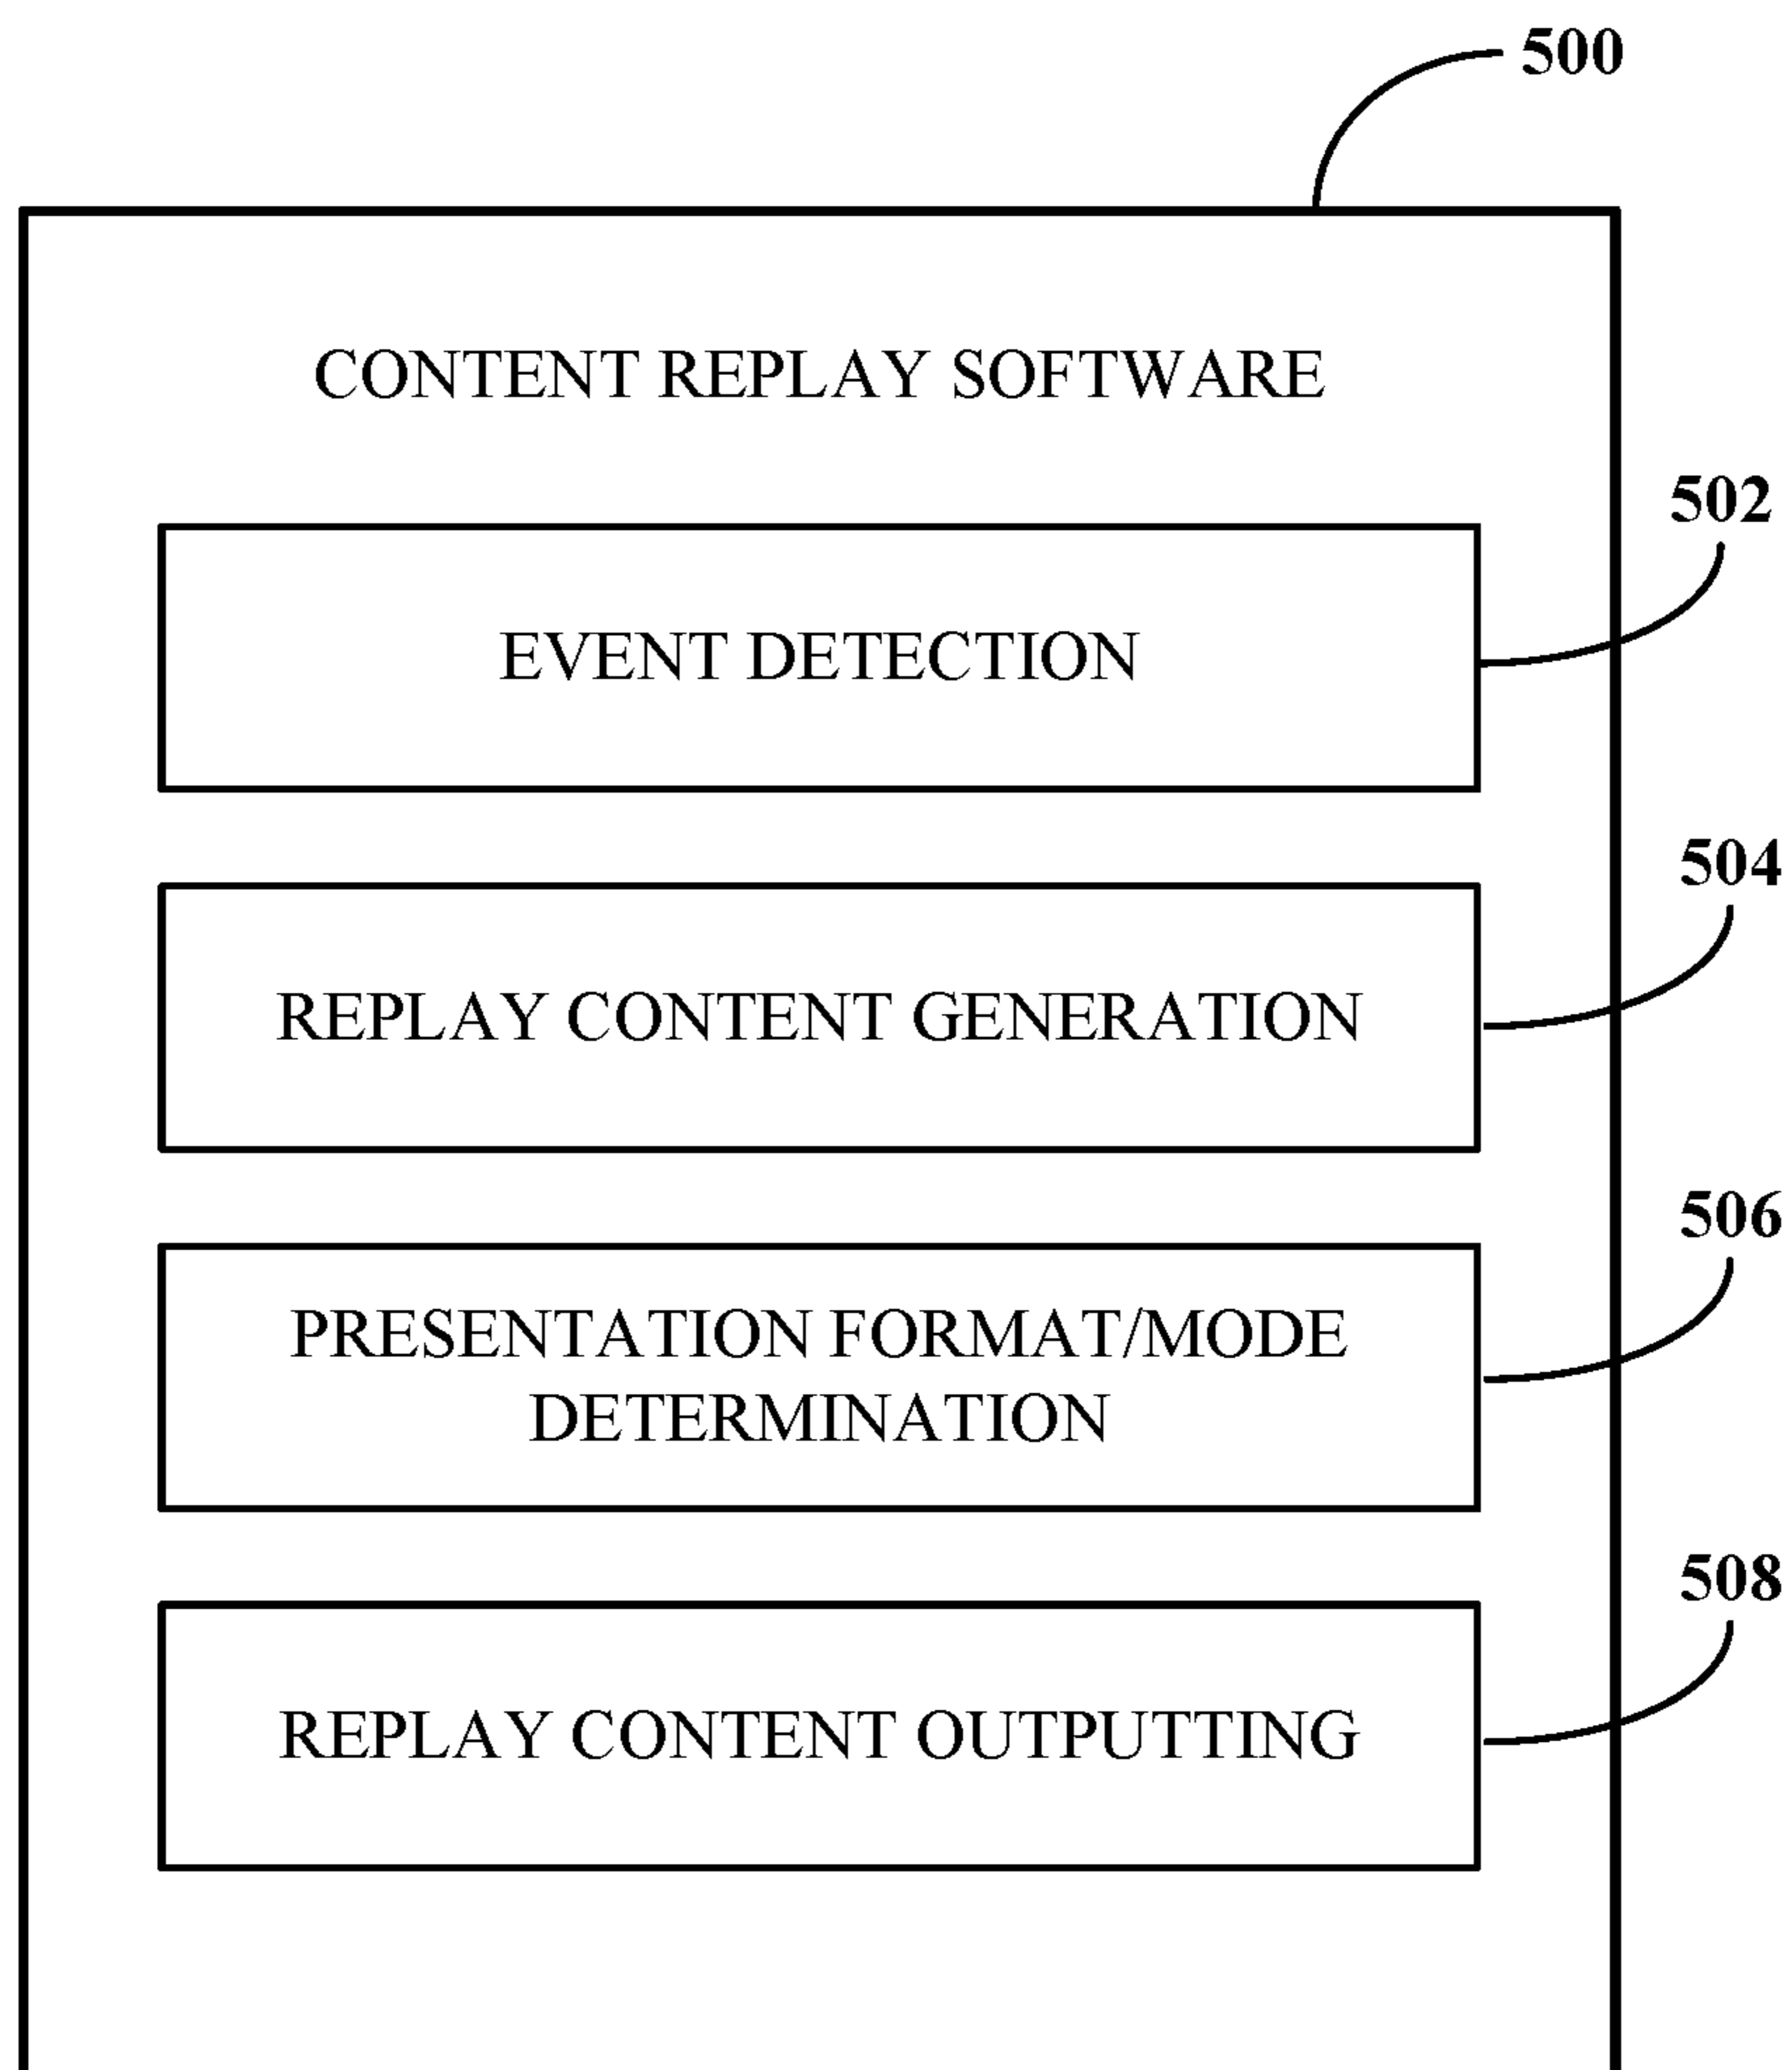 500
CONTENT REPLAY SOFTWARE
502
EVENT DETECTION
504
REPLAY CONTENT GENERATION
506
PRESENTATION FORMAT/MODE
DETERMINATION
508
REPLAY CONTENT OUTPUTTING